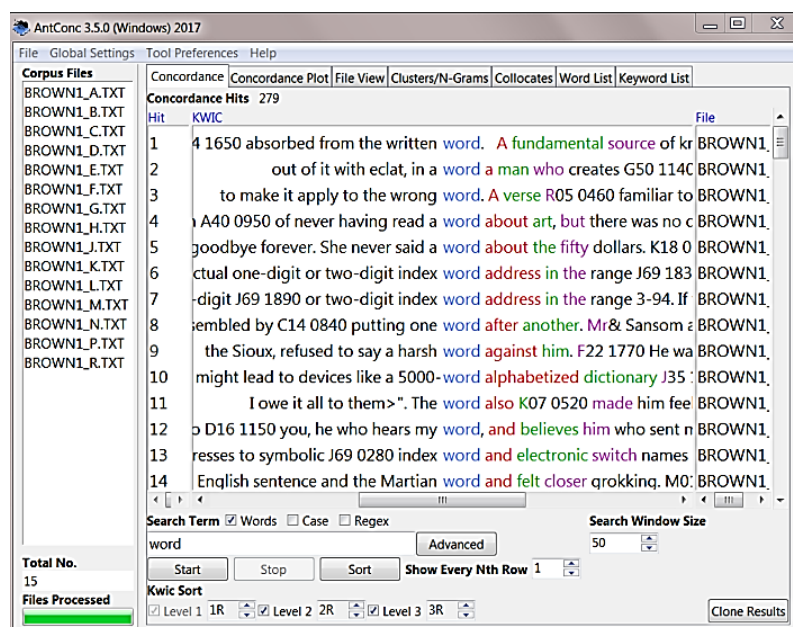 AntConc 3.5.0 (Windows) 2017
File Global Settings Tool Preferences Help
Corpus Files
BROWN1_A.TXT
BROWN1_B.TXT
BROWN1_C.TXT
BROWN1_D.TXT
BROWN1_E.TXT
BROWN1_F.TXT
BROWN1_G.TXT
BROWN1_H.TXT
BROWN1_J.TXT
BROWN1_K.TXT
BROWN1_L.TXT
BROWN1_M.TXT
BROWN1_N.TXT
BROWN1_P.TXT
BROWN1_R.TXT
Total No.
15
Files Processed
Concordance Concordance Plot File View Clusters/N-Grams Collocates Word List Keyword List
Concordance Hits 279
Hit KWIC File
1 4 1650 absorbed from the written word. A fundamental source of kr BROWN1_
2 out of it with eclat, in a word a man who creates G50 1140 BROWN1_
3 to make it apply to the wrong word. A verse R05 0460 familiar to BROWN1_
4 A40 0950 of never having read a word about art, but there was no c BROWN1_
5 goodbye forever. She never said a word about the fifty dollars. K18 0 BROWN1_
6 ctual one-digit or two-digit index word address in the range J69 183 BROWN1_
7 -digit J69 1890 or two-digit index word address in the range 3-94. If BROWN1_
8 sembled by C14 0840 putting one word after another. Mr& Sansom a BROWN1_
9 the Sioux, refused to say a harsh word against him. F22 1770 He wa BROWN1_
10 might lead to devices like a 5000-word alphabetized dictionary J35 1 BROWN1_
11 I owe it all to them>". The word also K07 0520 made him fee BROWN1_
12 o D16 1150 you, he who hears my word, and believes him who sent m BROWN1_
13 resses to symbolic J69 0280 index word and electronic switch names BROWN1_
14 English sentence and the Martian word and felt closer grokking. M0 BROWN1_
Search Term Words Case Regex Search Window Size
word Advanced 50
Start Stop Sort Show Every Nth Row 1
Kwic Sort
Level 1 1R Level 2 2R Level 3 3R Clone Results